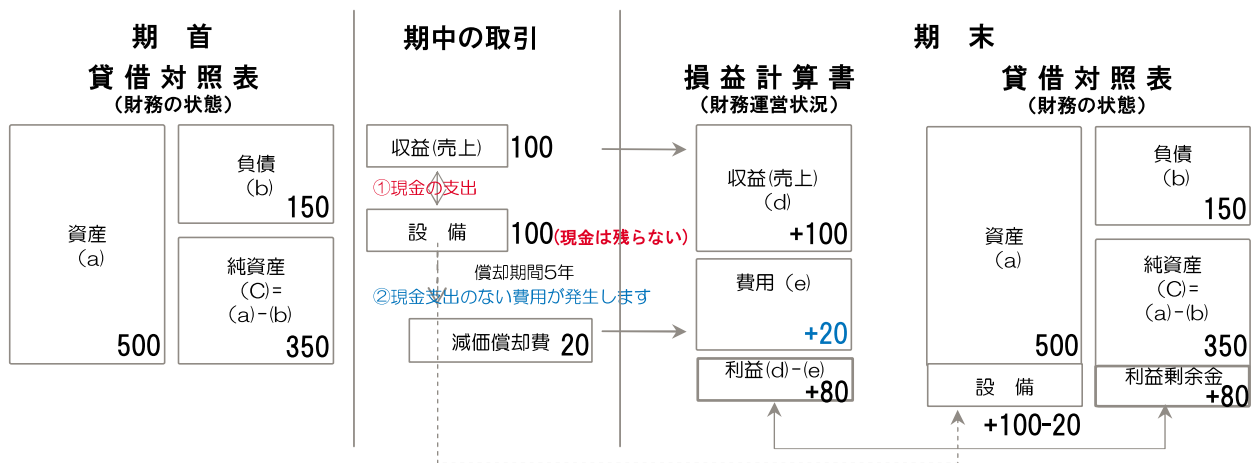 期　首
貸借対照表
(財務の状態)
資産
(a)
500
負債
(b)
150
純資産
(C)=
(a)-(b)
350
期中の取引
収益(売上)
100
①現金の支出
設　備
100(現金は残らない)
償却期間5年
②現金支出のない費用が発生します
減価償却費
20
期　末
損益計算書
(財務運営状況)
収益(売上)
(d)
+100
費用（e)
+20
利益(d)-(e)
+80
貸借対照表
(財務の状態)
資産
(a)
500
設　備
+100-20
負債
(b)
150
純資産
(C)=
(a)-(b)
350
利益剰余金
+80